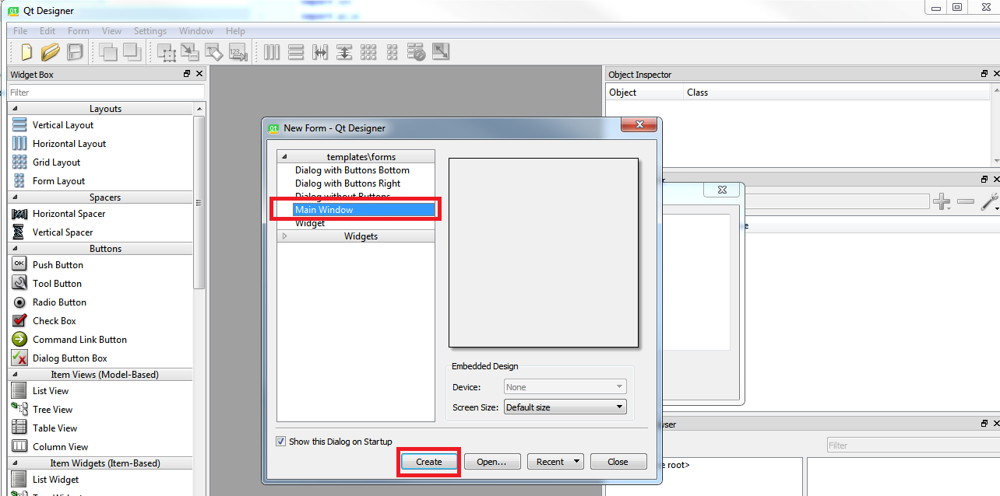 Qt Designer
File Edit Form View Settings Window Help
Widget Box
Filter
Layouts
Vertical Layout
Horizontal Layout
Grid Layout
Form Layout
Spacers
Horizontal Spacer
Vertical Spacer
Buttons
OK Push Button
Tool Button
Radio Button
Check Box
Command Link Button
Dialog Button Box
Item Views (Model-Based)
List View
Tree View
Table View
Column View
Item Widgets (Item-Based)
List Widget
New Form - Qt Designer
templates\forms
Dialog with Buttons Bottom
Dialog with Buttons Right
Dialog without Buttons
Main Window
Widget
Widgets
Embedded Design
Device: None
Screen Size: Default size
Show this Dialog on Startup
Create Open... Recent Close
Object Inspector
Object Class
Filter
root>